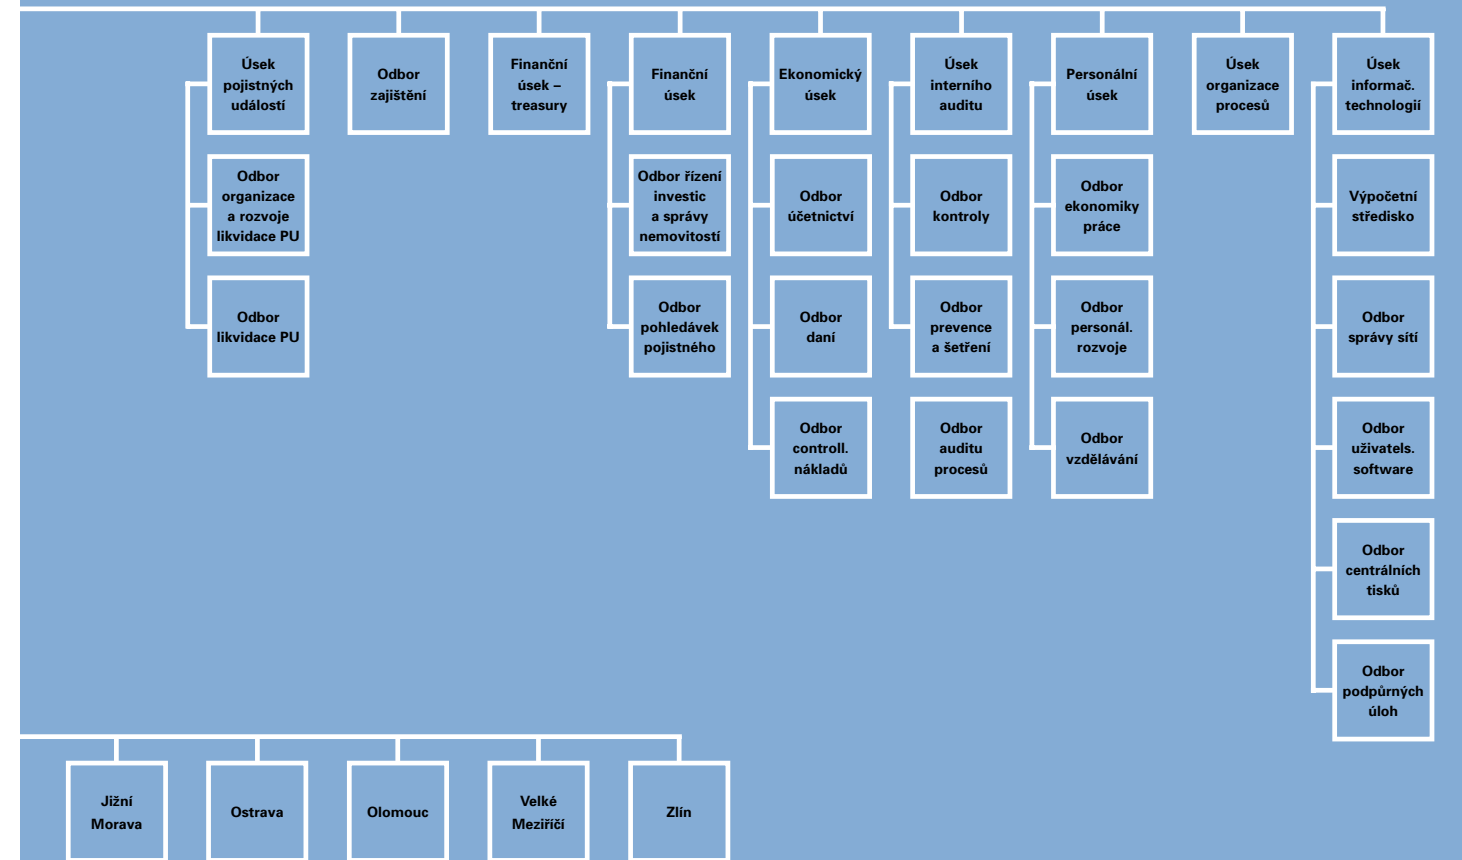 Úsek
pojistných
událostí
Odbor
zajištění
Finanční
úsek –
treasury
Finanční
úsek
Ekonomický
úsek
Úsek
interního
auditu
Personální
úsek
Úsek
organizace
procesů
Úsek
informač.
technologií
Odbor
organizace
a rozvoje
likvidace PU
Odbor řízení
investic
a správy
nemovitostí
Odbor
účetnictví
Odbor
kontroly
Odbor
ekonomiky
práce
Výpočetní
středisko
Odbor
likvidace PU
Odbor
pohledávek
pojistného
Odbor
daní
Odbor
prevence
a šetření
Odbor
personál.
rozvoje
Odbor
správy sítí
Odbor
controll.
nákladů
Odbor
auditu
procesů
Odbor
vzdělávání
Odbor
uživatels.
software
Odbor
centrálních
tisků
Odbor
podpůrných
úloh
Jižní
Morava
Ostrava
Olomouc
Velké
Meziříčí
Zlín